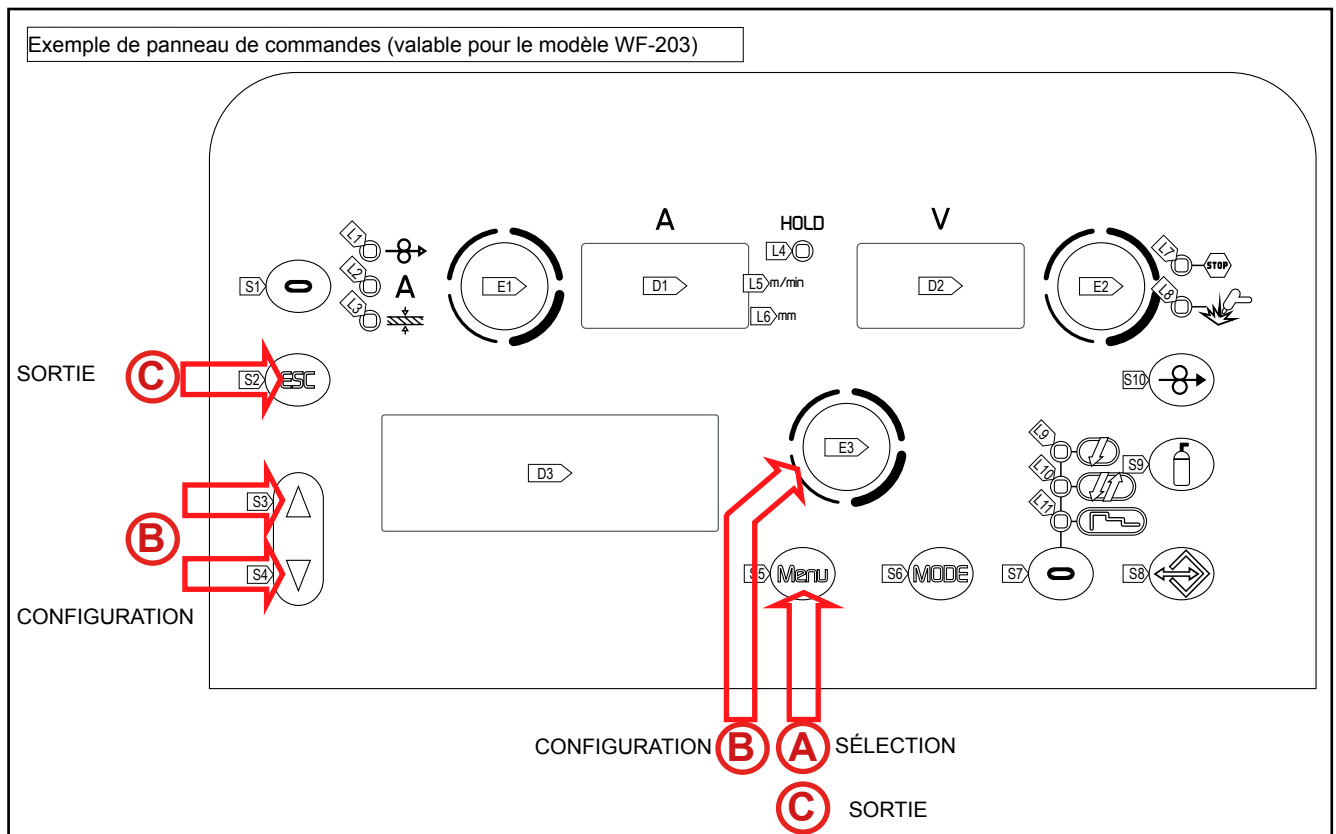 Exemple de panneau de commandes (valable pour le modèle WF-203)
A
HOLD
V
L1
L2
A
L3
S1
E1
D1
L4
L5 m/min
L6 mm
D2
E2
L7
STOP
L8
SORTIE
C
S2
ESC
S10
D3
E3
L9
L10
L11
S9
S3
B
S4
CONFIGURATION
S5
Menu
S6
MODE
S7
S8
CONFIGURATION
B
A
SÉLECTION
C
SORTIE